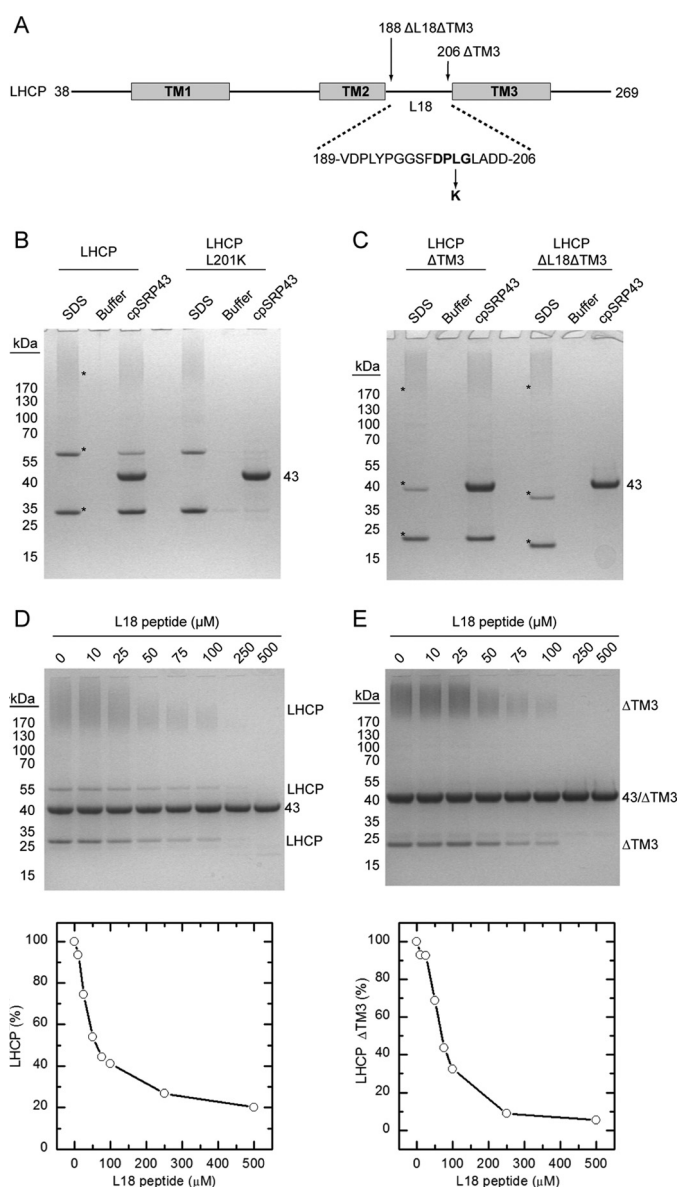 A
188 ΔL18ΔTM3
206 ΔTM3
LHCP 38 TM1 TM2 TM3 269
L18
189-VDPLYPGGSFDPLGLADD-206
K
B
LHCP
LHCP L201K
SDS Buffer cpSRP43 SDS Buffer cpSRP43
kDa
*
170
130
100
70
*
55
40
43
35
*
25
15
C
LHCP ΔTM3
LHCP ΔL18ΔTM3
SDS Buffer cpSRP43 SDS Buffer cpSRP43
kDa
* *
170
130
100
70
55
* *
40
43
35
25
* *
15
D
L18 peptide (µM)
0 10 25 50 75 100 250 500
kDa
LHCP
170
130
100
70
55
LHCP
40
43
35
25
LHCP
15
E
L18 peptide (µM)
0 10 25 50 75 100 250 500
kDa
ΔTM3
170
130
100
70
55
40
43/ΔTM3
35
25
ΔTM3
15
LHCP (%)
100
80
60
40
20
0
0 100 200 300 400 500
L18 peptide (µM)
LHCP ΔTM3 (%)
100
90
80
70
60
50
40
30
20
10
0
0 100 200 300 400 500
L18 peptide (µM)